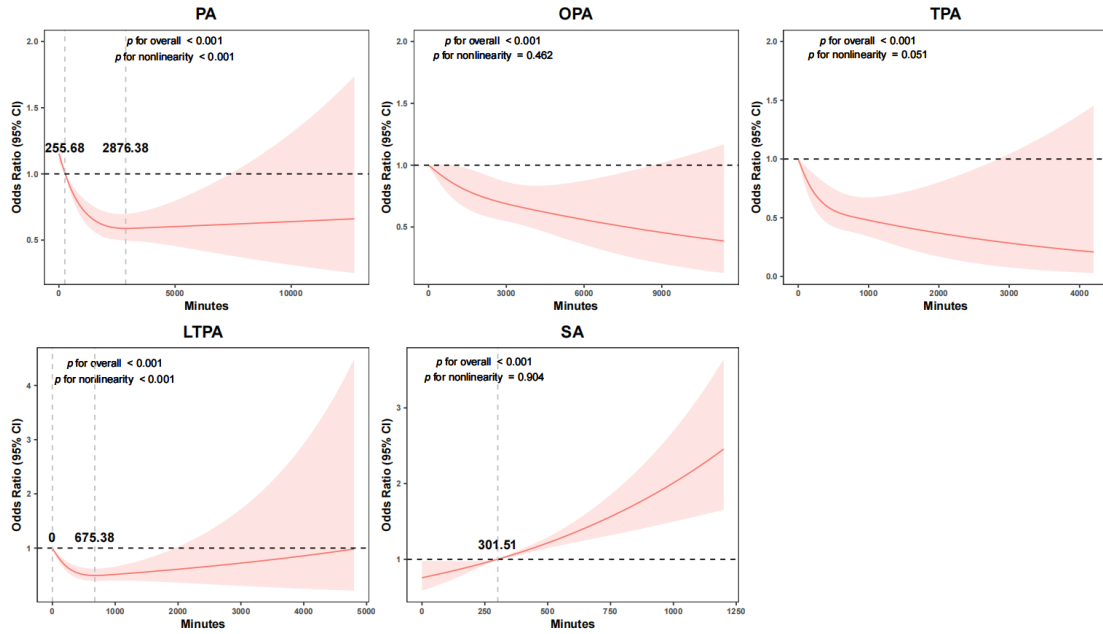 PA
p for overall < 0.001
p for nonlinearity < 0.001
255.68
2876.38
Odds Ratio (95% CI)
2.0
1.5
1.0
0.5
0
5000
10000
Minutes
OPA
p for overall < 0.001
p for nonlinearity = 0.462
Odds Ratio (95% CI)
2.0
1.5
1.0
0.5
0
3000
6000
9000
Minutes
TPA
p for overall < 0.001
p for nonlinearity = 0.051
Odds Ratio (95% CI)
2.0
1.5
1.0
0.5
0.0
0
1000
2000
3000
4000
Minutes
LTPA
p for overall < 0.001
p for nonlinearity < 0.001
0
675.38
Odds Ratio (95% CI)
4
3
2
1
0
1000
2000
3000
4000
5000
Minutes
SA
p for overall < 0.001
p for nonlinearity = 0.904
301.51
Odds Ratio (95% CI)
3
2
1
0
250
500
750
1000
1250
Minutes